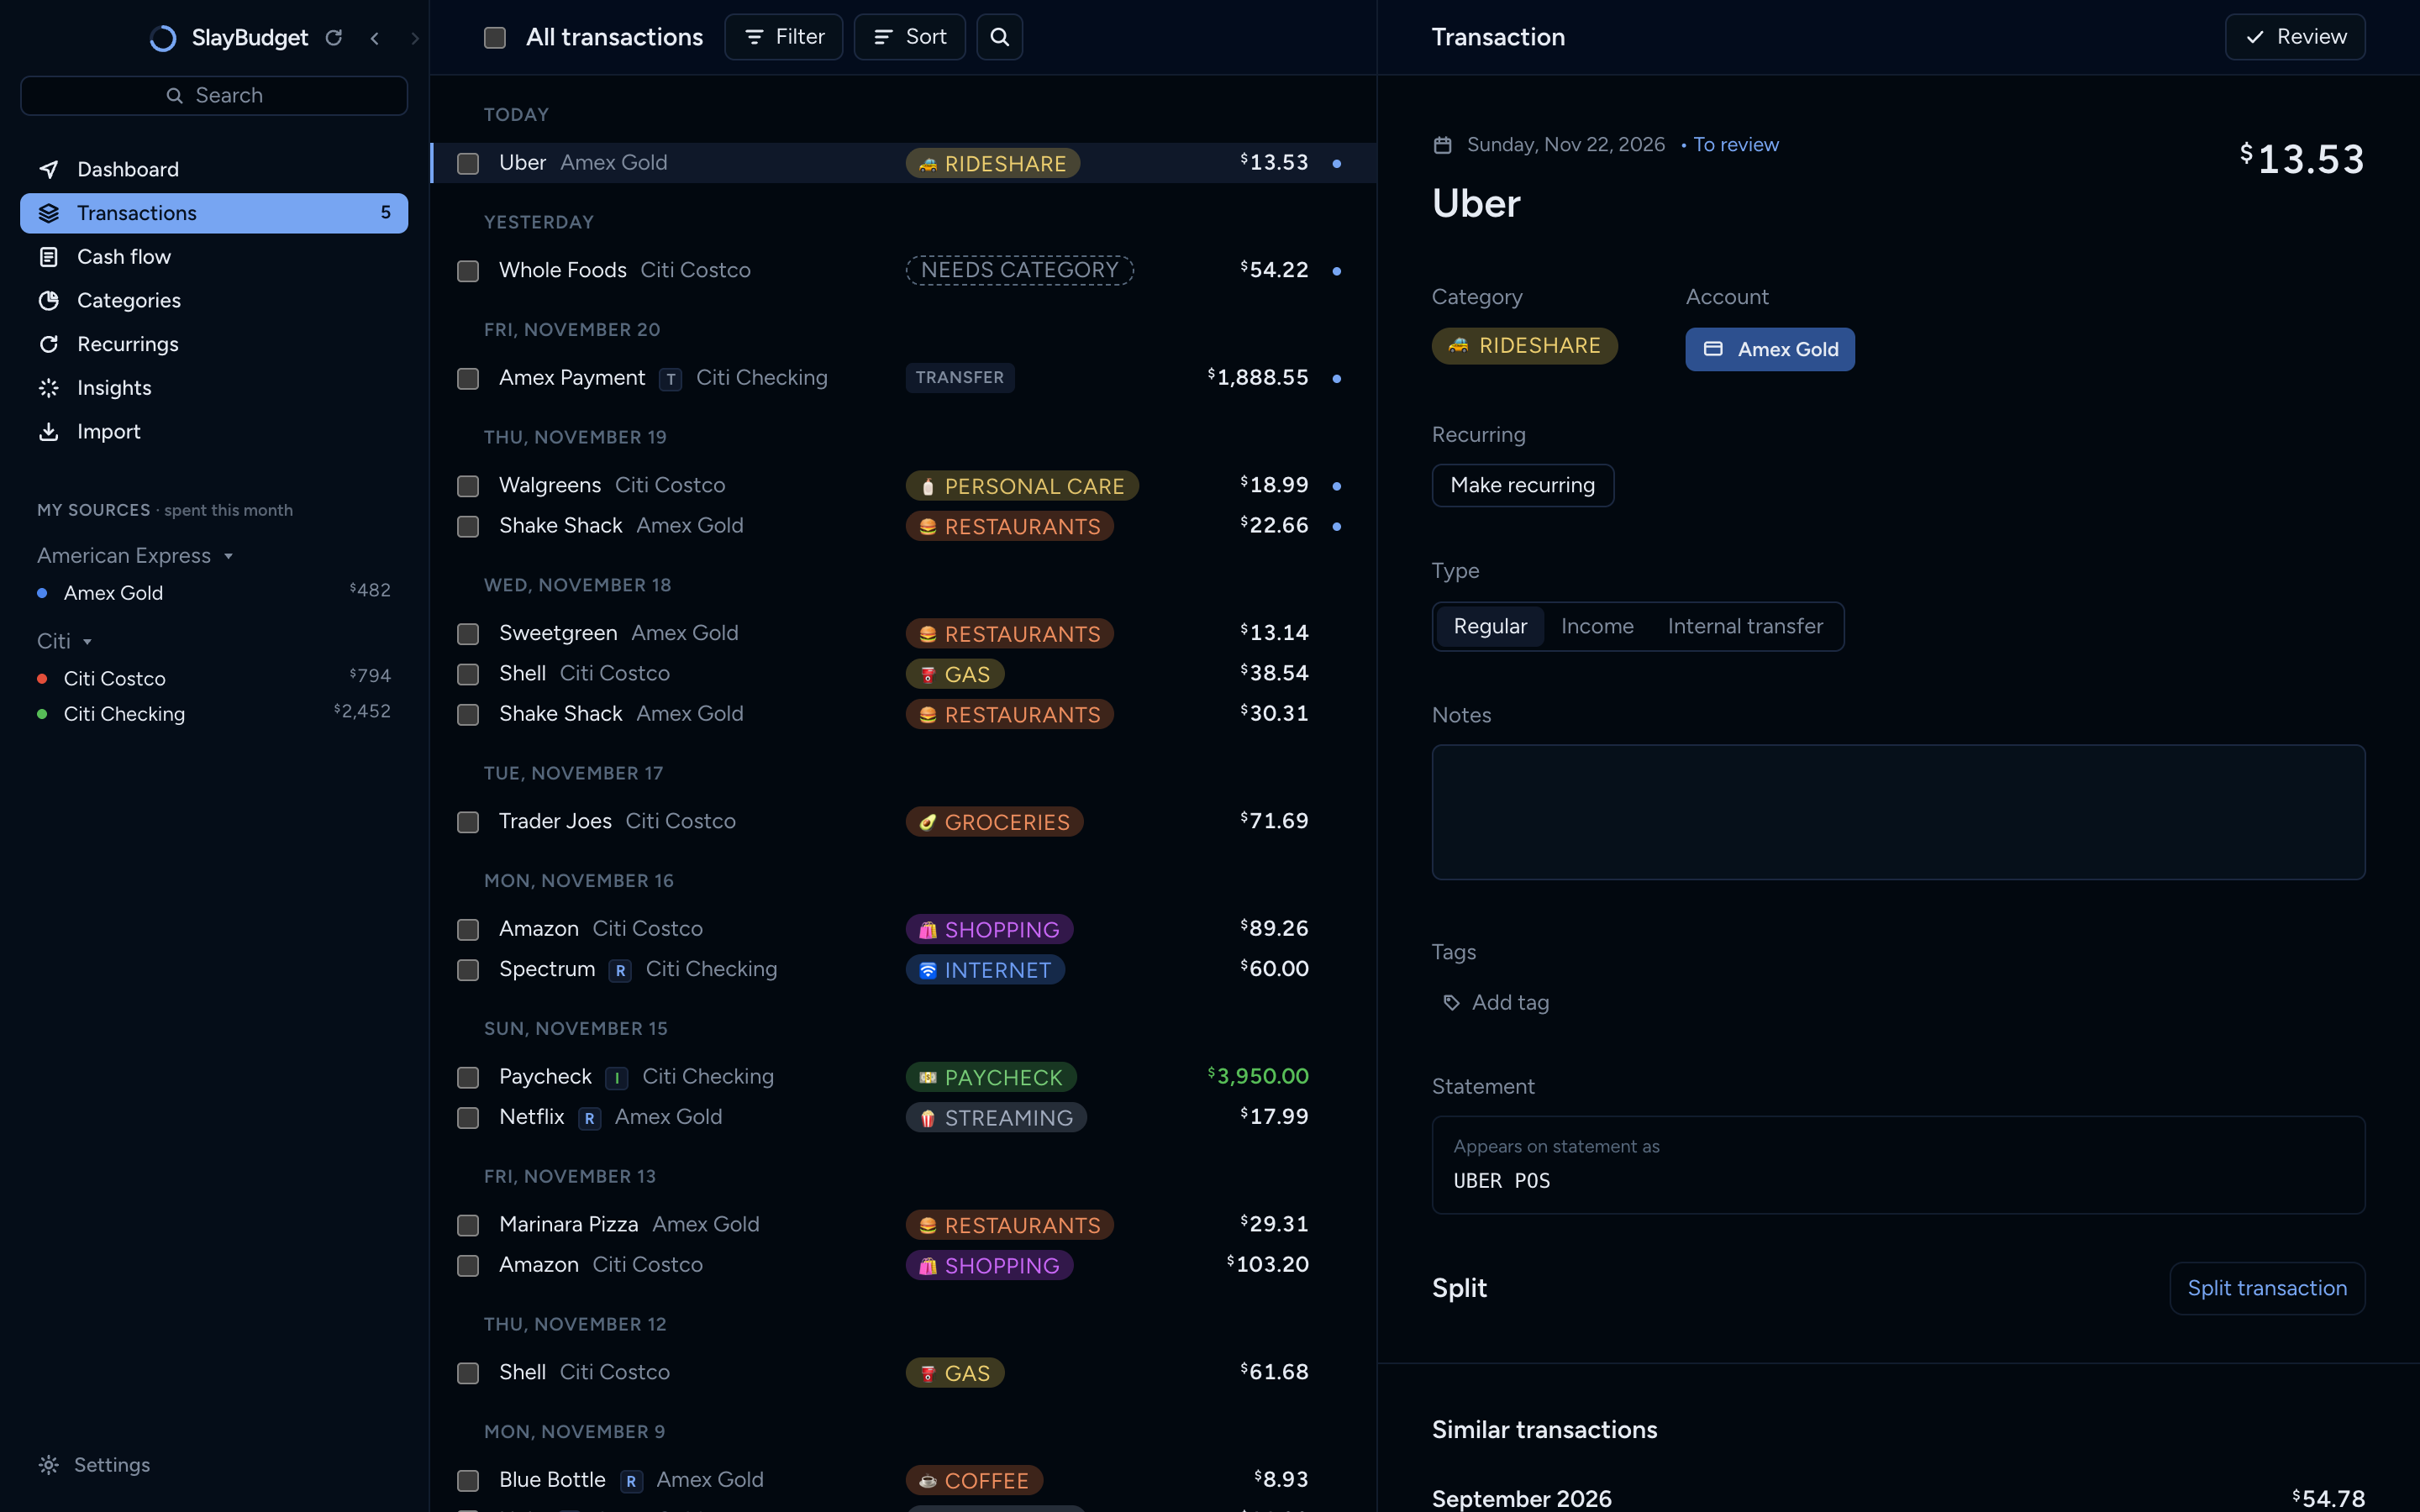 SlayBudget
Search
Dashboard
Transactions 5
Cash flow
Categories
Recurrings
Insights
Import
MY SOURCES · spent this month
American Express
Amex Gold $482
Citi
Citi Costco $794
Citi Checking $2,452
Settings
All transactions Filter Sort
TODAY
Uber Amex Gold RIDESHARE $13.53
YESTERDAY
Whole Foods Citi Costco NEEDS CATEGORY $54.22
FRI, NOVEMBER 20
Amex Payment T Citi Checking TRANSFER $1,888.55
THU, NOVEMBER 19
Walgreens Citi Costco PERSONAL CARE $18.99
Shake Shack Amex Gold RESTAURANTS $22.66
WED, NOVEMBER 18
Sweetgreen Amex Gold RESTAURANTS $13.14
Shell Citi Costco GAS $38.54
Shake Shack Amex Gold RESTAURANTS $30.31
TUE, NOVEMBER 17
Trader Joes Citi Costco GROCERIES $71.69
MON, NOVEMBER 16
Amazon Citi Costco SHOPPING $89.26
Spectrum R Citi Checking INTERNET $60.00
SUN, NOVEMBER 15
Paycheck I Citi Checking PAYCHECK $3,950.00
Netflix R Amex Gold STREAMING $17.99
FRI, NOVEMBER 13
Marinara Pizza Amex Gold RESTAURANTS $29.31
Amazon Citi Costco SHOPPING $103.20
THU, NOVEMBER 12
Shell Citi Costco GAS $61.68
MON, NOVEMBER 9
Blue Bottle R Amex Gold COFFEE $8.93
Transaction Review
Sunday, Nov 22, 2026 • To review
$13.53
Uber
Category Account
RIDESHARE Amex Gold
Recurring
Make recurring
Type
Regular Income Internal transfer
Notes
Tags
Add tag
Statement
Appears on statement as
UBER POS
Split Split transaction
Similar transactions
September 2026 $54.78